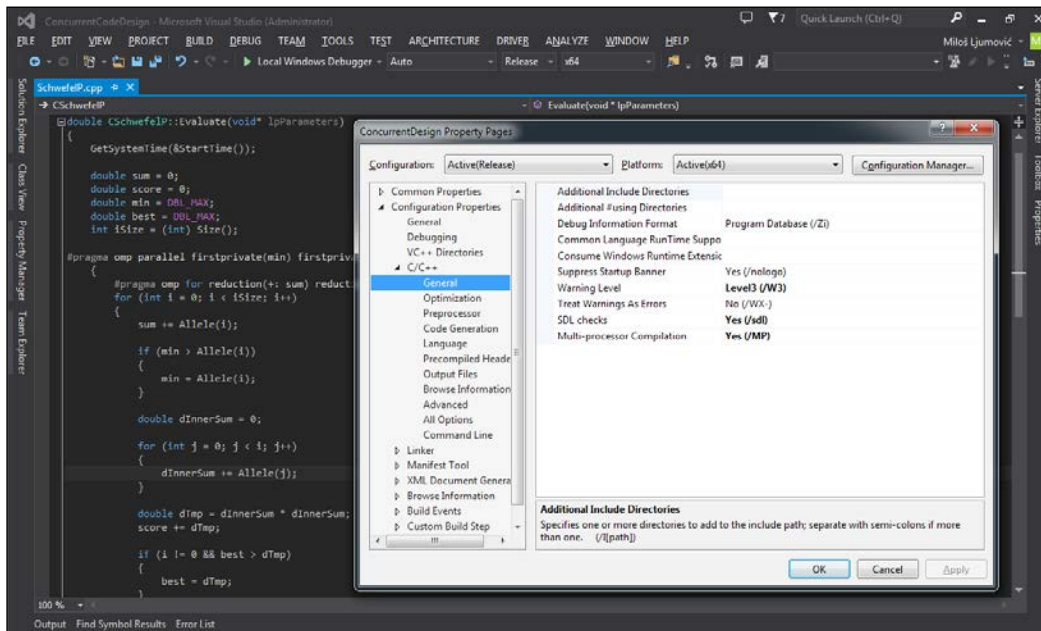 ConcurrentCodeDesign - Microsoft Visual Studio (Administrator)
7
Quick Launch (Ctrl+Q)
FILE EDIT VIEW PROJECT BUILD DEBUG TEAM TOOLS TEST ARCHITECTURE DRIVER ANALYZE WINDOW HELP
Miloš Ljumović
Local Windows Debugger Auto Release x64
Solution Explorer
Class View
Property Manager
Team Explorer
SchwefelP.cpp
CSchwefelP
Evaluate(void* lpParameters)
double CSchwefelP::Evaluate(void* lpParameters)
{
GetSystemTime(&StartTime());
double sum = 0;
double score = 0;
double min = DBL_MAX;
double best = DBL_MAX;
int iSize = (int) Size();
#pragma omp parallel firstprivate(min) firstpriv
{
#pragma omp for reduction(+: sum) reduct
for (int i = 0; i < iSize; i++)
{
sum += Allele(i);
if (min > Allele(i))
{
min = Allele(i);
}
double dInnerSum = 0;
for (int j = 0; j < i; j++)
{
dInnerSum += Allele(j);
}
double dTmp = dInnerSum * dInnerSum;
score += dTmp;
if (i != 0 && best > dTmp)
{
best = dTmp;
}
100 %
Output Find Symbol Results Error List
ConcurrentDesign Property Pages
Configuration: Active(Release)
Platform: Active(x64)
Configuration Manager...
Common Properties
Configuration Properties
General
Debugging
VC++ Directories
C/C++
General
Optimization
Preprocessor
Code Generation
Language
Precompiled Heade
Output Files
Browse Information
Advanced
All Options
Command Line
Linker
Manifest Tool
XML Document Genera
Browse Information
Build Events
Custom Build Step
Additional Include Directories
Additional #using Directories
Debug Information Format Program Database (/Zi)
Common Language RunTime Suppo
Consume Windows Runtime Extensic
Suppress Startup Banner Yes (/nologo)
Warning Level Level3 (/W3)
Treat Warnings As Errors No (/WX-)
SDL checks Yes (/sdl)
Multi-processor Compilation Yes (/MP)
Additional Include Directories
Specifies one or more directories to add to the include path; separate with semi-colons if more
than one. (/I[path])
OK Cancel Apply
Server Explorer
Toolbox
Properties